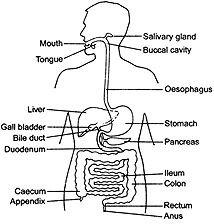 Salivary gland
Mouth
Buccal cavity
Tongue
Oesophagus
Liver
Gall bladder
Stomach
Bile duct
Pancreas
Duodenum
Ileum
Colon
Caecum
Appendix
Rectum
Anus